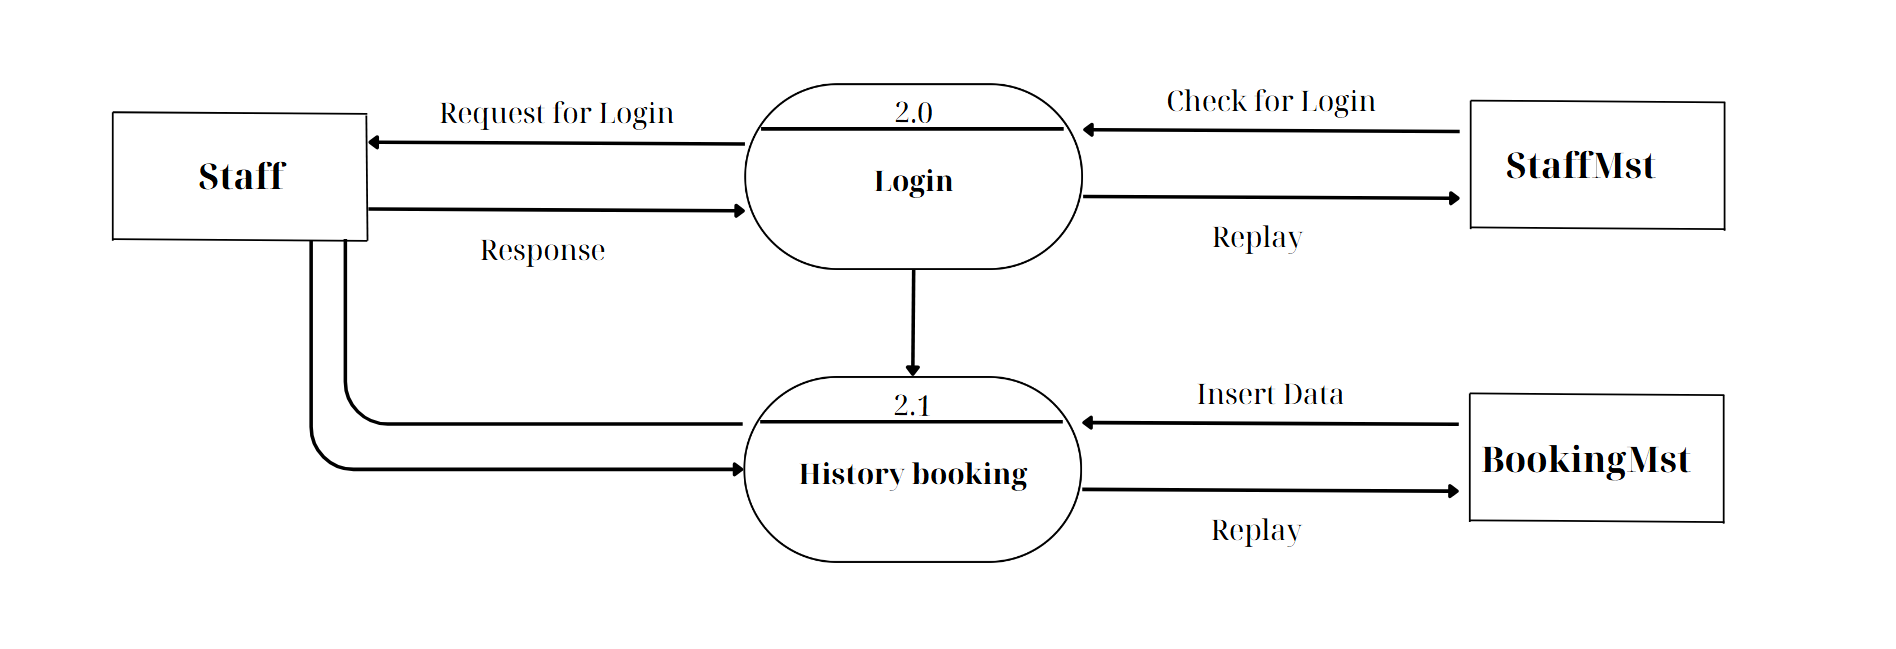 Request for Login
2.0
Check for Login
Staff
Login
StaffMst
Response
Replay
2.1
Insert Data
History booking
BookingMst
Replay